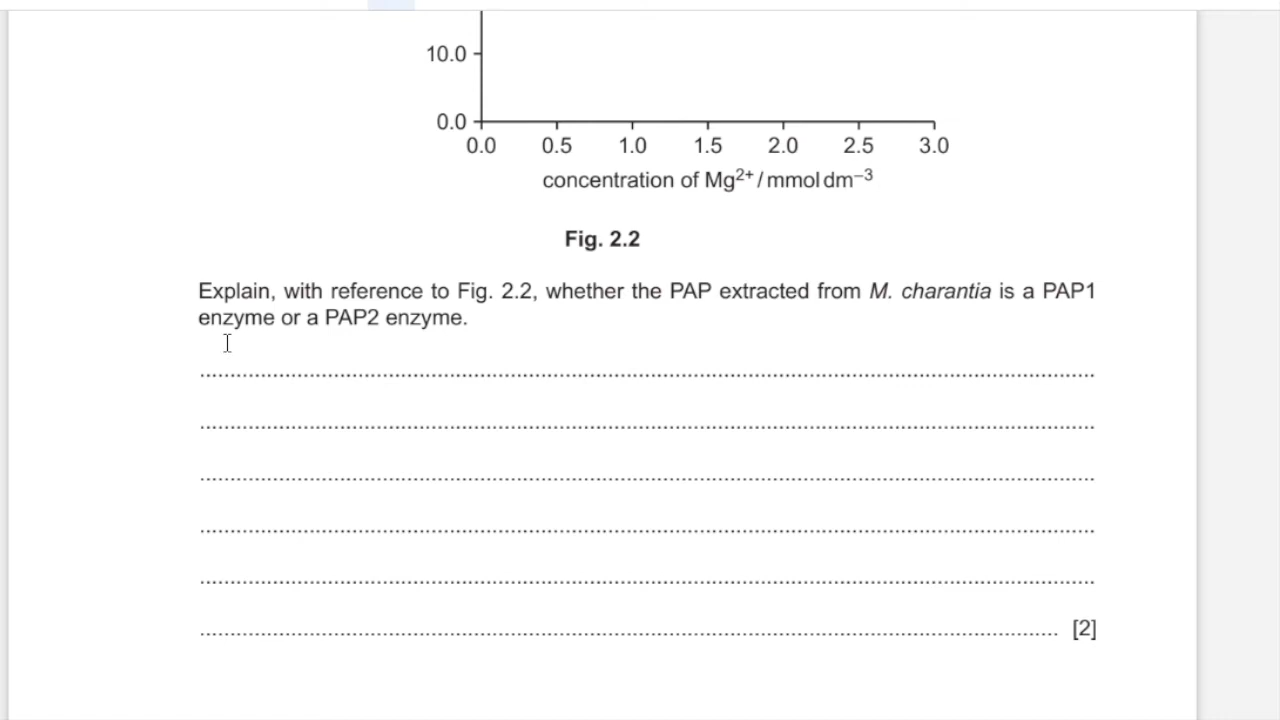 10.0
0.0
0.0 0.5 1.0 1.5 2.0 2.5 3.0
concentration of Mg²⁺ / mmol dm⁻³
Fig. 2.2
Explain, with reference to Fig. 2.2, whether the PAP extracted from M. charantia is a PAP1
enzyme or a PAP2 enzyme.
[2]